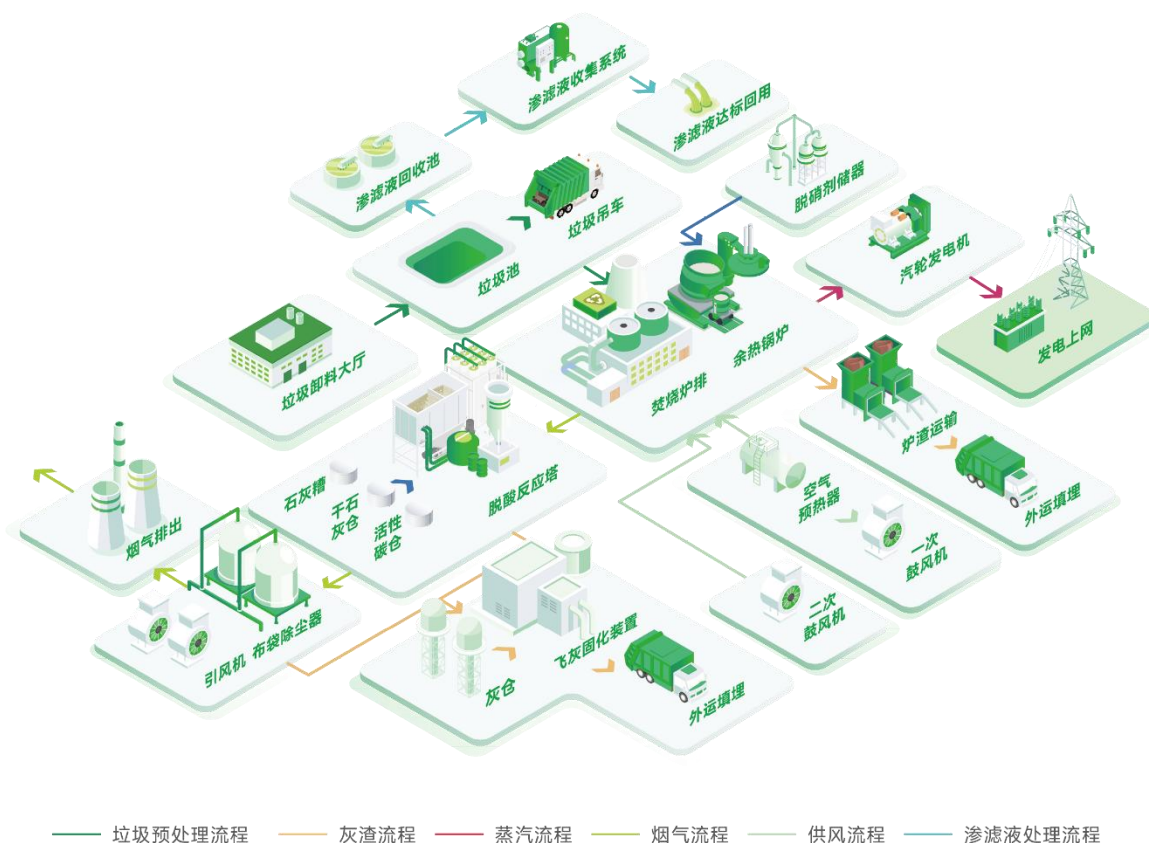 渗滤液收集系统
渗滤液达标回用
渗滤液回收池
脱硝剂储器
垃圾吊车
垃圾池
汽轮发电机
发电上网
垃圾卸料大厅
余热锅炉
焚烧炉排
炉渣运输
外运填埋
石灰糟
干石
灰仓
活性
碳仓
脱酸反应塔
空气
预热器
一次
鼓风机
二次
鼓风机
烟气排出
引风机
布袋除尘器
飞灰固化装置
灰仓
外运填埋
垃圾预处理流程
灰渣流程
蒸汽流程
烟气流程
供风流程
渗滤液处理流程